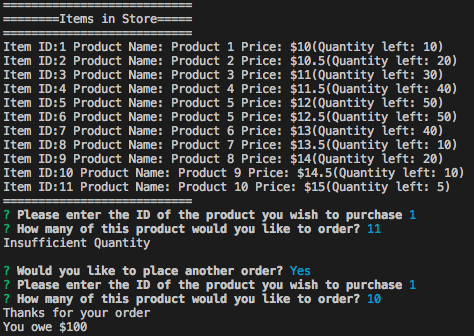 ===========================
========Items in Store=====
===========================
Item ID:1 Product Name: Product 1 Price: $10(Quantity left: 10)
Item ID:2 Product Name: Product 2 Price: $10.5(Quantity left: 20)
Item ID:3 Product Name: Product 3 Price: $11(Quantity left: 30)
Item ID:4 Product Name: Product 4 Price: $11.5(Quantity left: 40)
Item ID:5 Product Name: Product 5 Price: $12(Quantity left: 50)
Item ID:6 Product Name: Product 5 Price: $12.5(Quantity left: 50)
Item ID:7 Product Name: Product 6 Price: $13(Quantity left: 40)
Item ID:8 Product Name: Product 7 Price: $13.5(Quantity left: 10)
Item ID:9 Product Name: Product 8 Price: $14(Quantity left: 20)
Item ID:10 Product Name: Product 9 Price: $14.5(Quantity left: 10)
Item ID:11 Product Name: Product 10 Price: $15(Quantity left: 5)
===========================
? Please enter the ID of the product you wish to purchase 1
? How many of this product would you like to order? 11
Insufficient Quantity
? Would you like to place another order? Yes
? Please enter the ID of the product you wish to purchase 1
? How many of this product would you like to order? 10
Thanks for your order
You owe $100